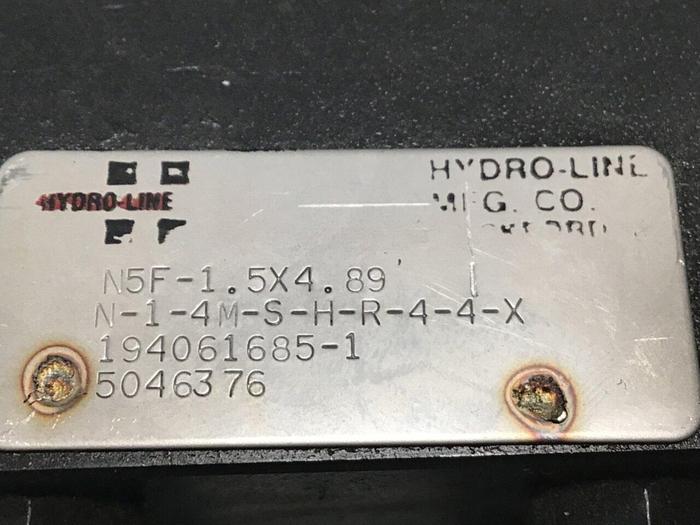 HYDRO-LINE
HYDRO-LINE
MFG. CO.
N5F-1.5X4.89
N-1-4M-S-H-R-4-4-X
194061685-1
5046376